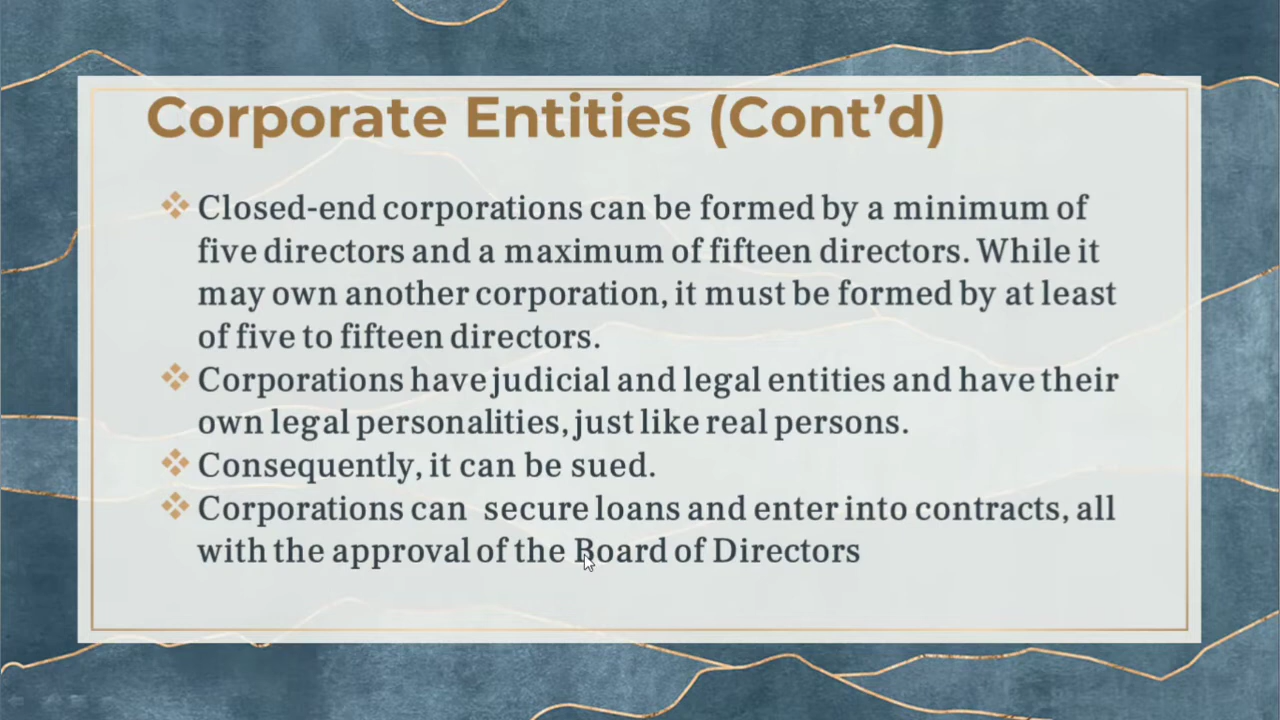 Corporate Entities (Cont’d)
Closed-end corporations can be formed by a minimum of
five directors and a maximum of fifteen directors. While it
may own another corporation, it must be formed by at least
of five to fifteen directors.
Corporations have judicial and legal entities and have their
own legal personalities, just like real persons.
Consequently, it can be sued.
Corporations can  secure loans and enter into contracts, all
with the approval of the Board of Directors